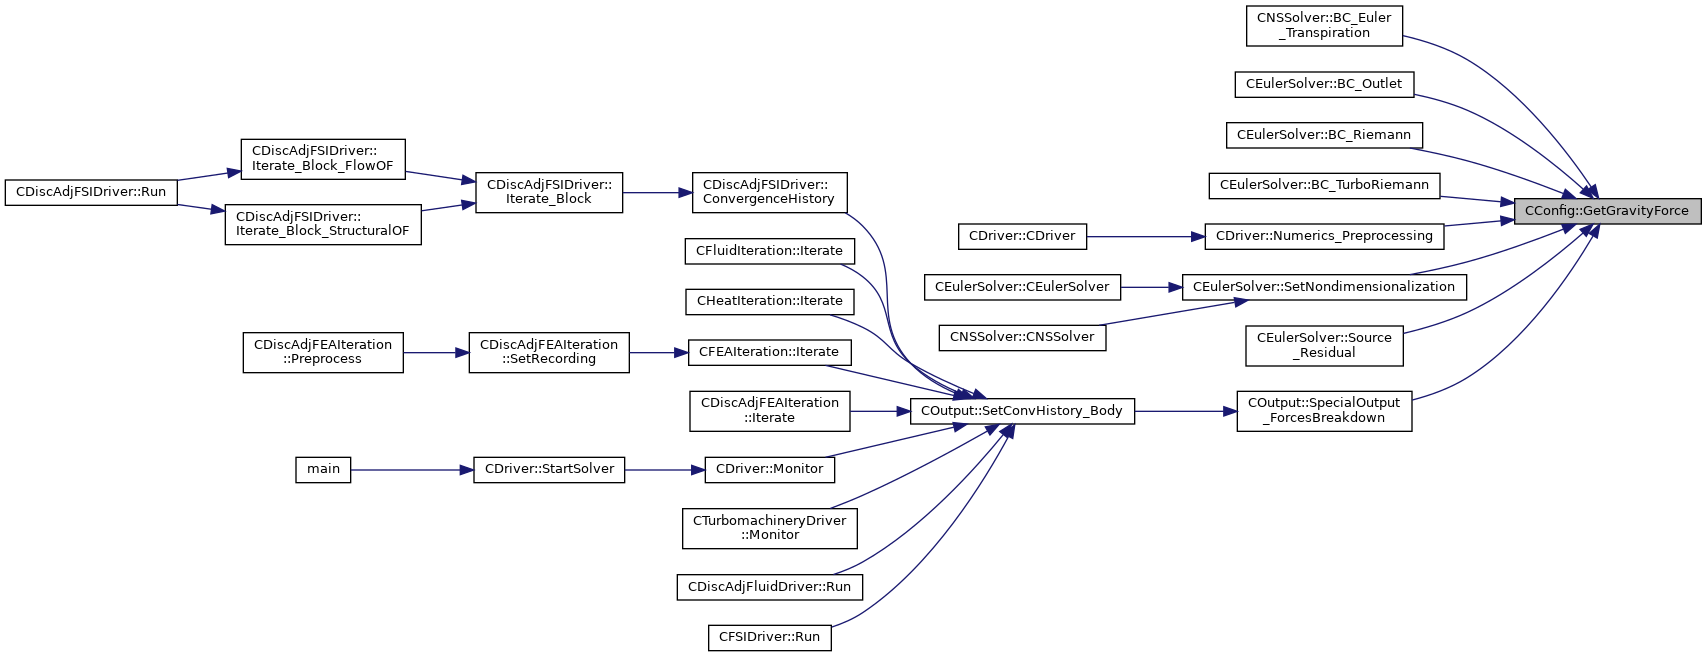 CNSSolver::BC_Euler
_Transpiration
CEulerSolver::BC_Outlet
CEulerSolver::BC_Riemann
CEulerSolver::BC_TurboRiemann
CConfig::GetGravityForce
CDriver::CDriver
CDriver::Numerics_Preprocessing
CEulerSolver::CEulerSolver
CEulerSolver::SetNondimensionalization
CNSSolver::CNSSolver
CEulerSolver::Source
_Residual
COutput::SpecialOutput
_ForcesBreakdown
COutput::SetConvHistory_Body
CDiscAdjFSIDriver::Run
CDiscAdjFSIDriver::
Iterate_Block_FlowOF
CDiscAdjFSIDriver::
Iterate_Block_StructuralOF
CDiscAdjFSIDriver::
Iterate_Block
CDiscAdjFSIDriver::
ConvergenceHistory
CFluidIteration::Iterate
CHeatIteration::Iterate
CDiscAdjFEAIteration
::Preprocess
CDiscAdjFEAIteration
::SetRecording
CFEAIteration::Iterate
CDiscAdjFEAIteration
::Iterate
main
CDriver::StartSolver
CDriver::Monitor
CTurbomachineryDriver
::Monitor
CDiscAdjFluidDriver::Run
CFSIDriver::Run